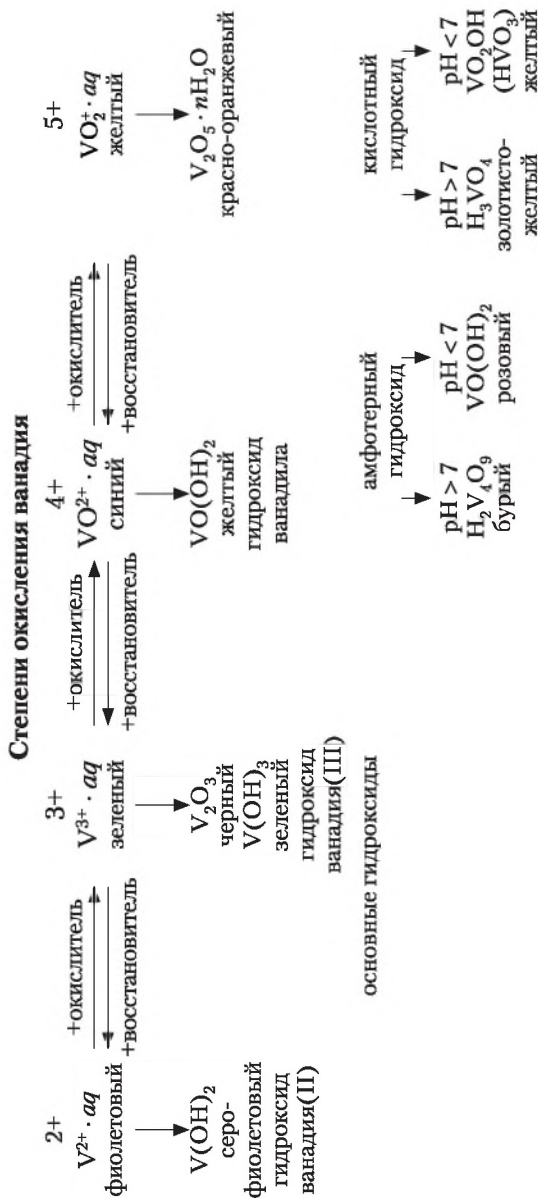 Степени окисления ванадия
2+
V²⁺ · aq
фиолетовый
V(OH)₂
серо-
фиолетовый
гидроксид
ванадия(II)
+окислитель
+восстановитель
3+
V³⁺ · aq
зеленый
V₂O₃
черный
V(OH)₃
зеленый
гидроксид
ванадия(III)
+окислитель
+восстановитель
4+
VO²⁺ · aq
синий
VO(OH)₂
желтый
гидроксид
ванадила
+окислитель
+восстановитель
5+
VO₂⁺ · aq
желтый
V₂O₅ · nH₂O
красно-оранжевый
основные гидроксиды
амфотерный
гидроксид
pH > 7
H₂V₄O₉
бурый
pH < 7
VO(OH)₂
розовый
кислотный
гидроксид
pH > 7
H₃VO₄
золотисто-
желтый
pH < 7
VO₂OH
(HVO₃)
желтый